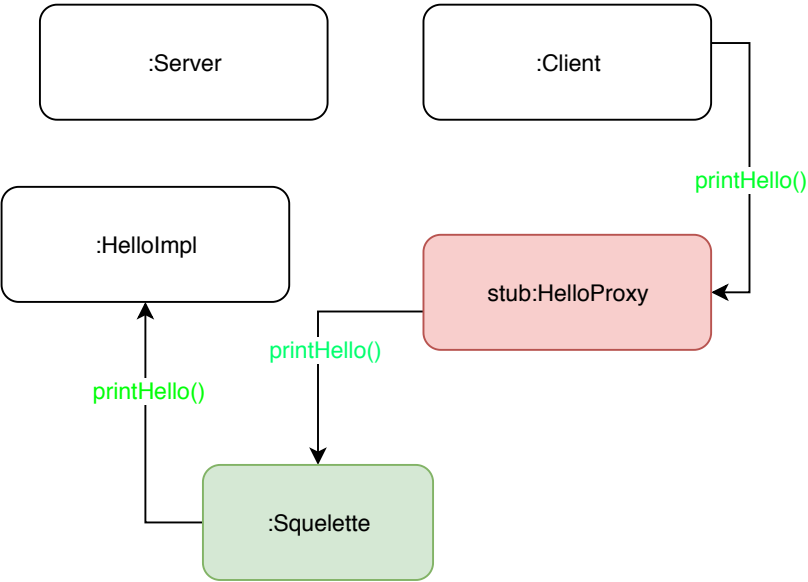 :Server
:Client
printHello()
:HelloImpl
stub:HelloProxy
printHello()
printHello()
:Squelette